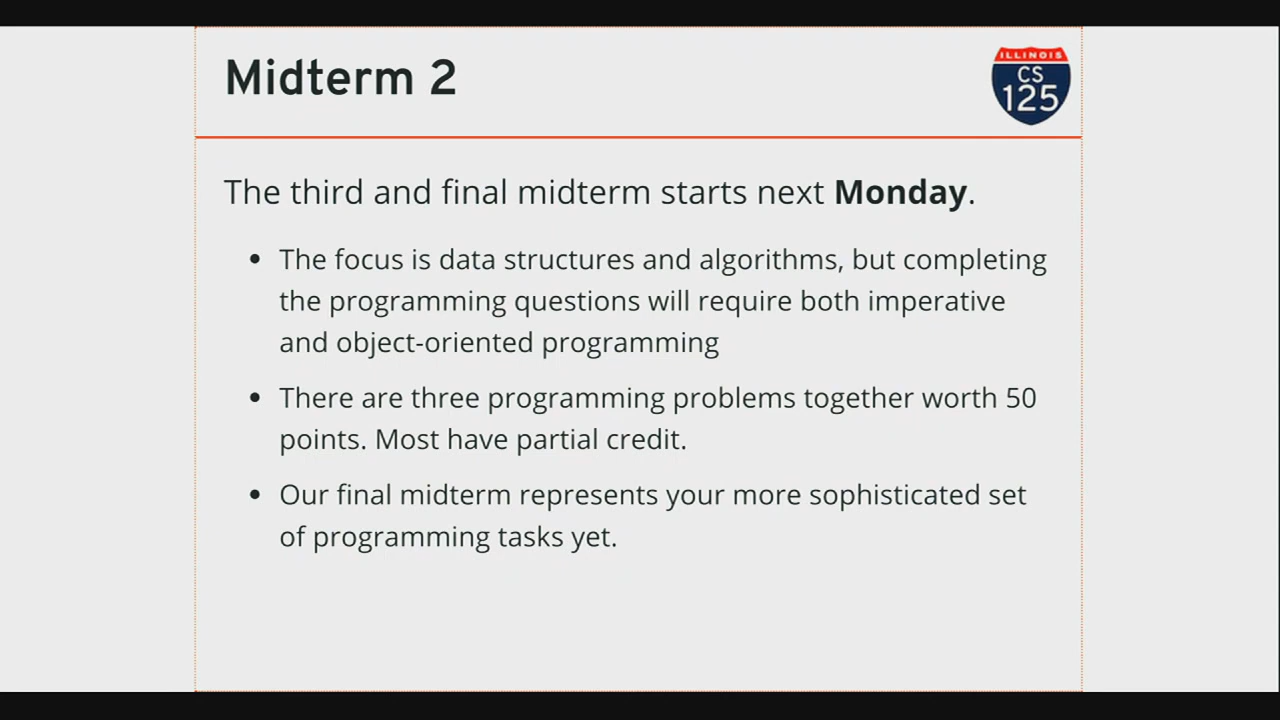 Midterm 2
ILLINOIS
CS
125
The third and final midterm starts next Monday.
• The focus is data structures and algorithms, but completing
the programming questions will require both imperative
and object-oriented programming
• There are three programming problems together worth 50
points. Most have partial credit.
• Our final midterm represents your more sophisticated set
of programming tasks yet.